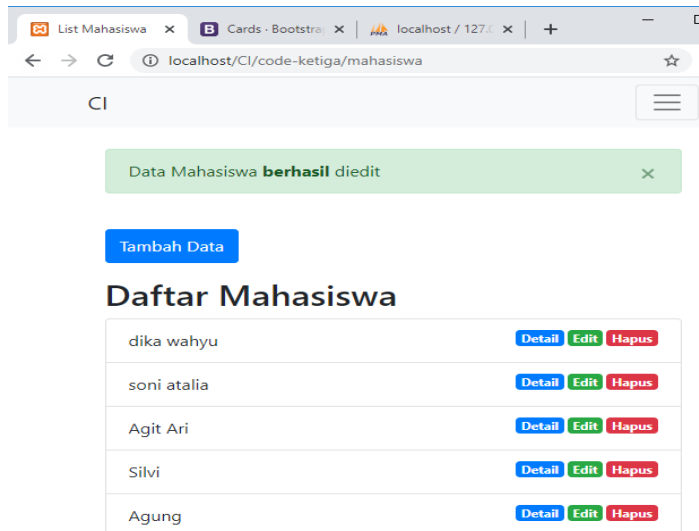 List Mahasiswa
Cards · Bootstra
localhost / 127.0
localhost/CI/code-ketiga/mahasiswa
CI
Data Mahasiswa berhasil diedit
Tambah Data
Daftar Mahasiswa
dika wahyu Detail Edit Hapus
soni atalia Detail Edit Hapus
Agit Ari Detail Edit Hapus
Silvi Detail Edit Hapus
Agung Detail Edit Hapus